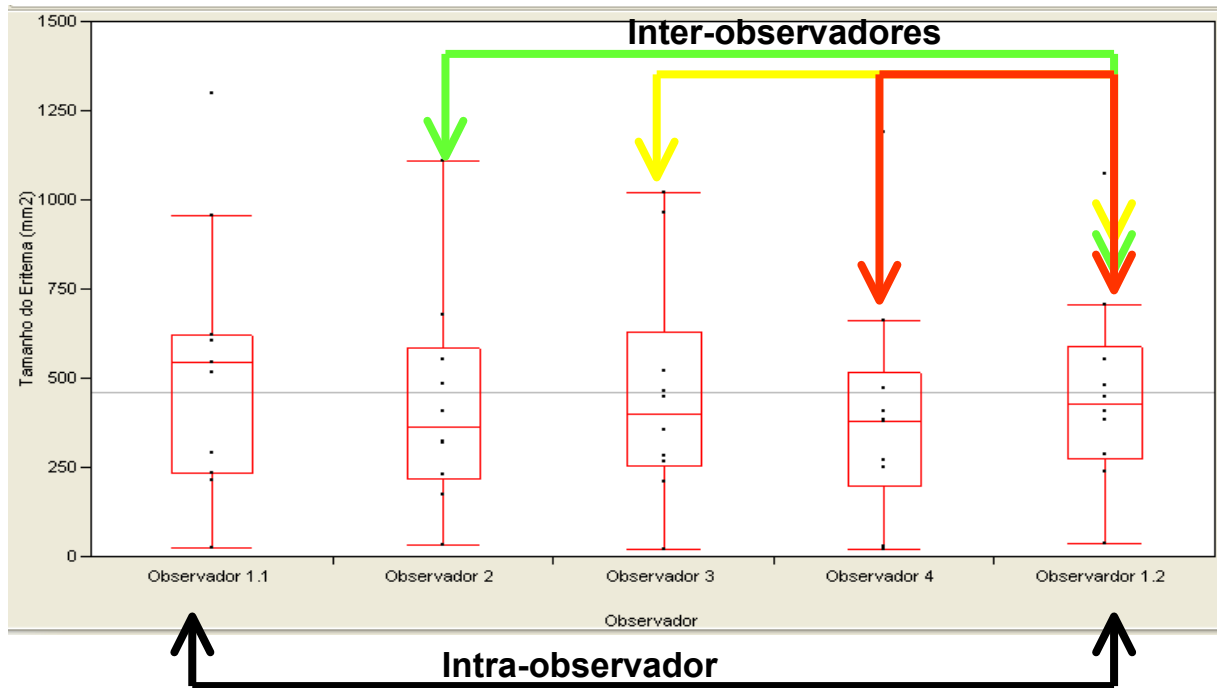 Inter-observadores
1500
1250
1000
750
500
250
0
Tamanho do Eritema (mm2)
Observador 1.1
Observador 2
Observador 3
Observador 4
Observardor 1.2
Observador
Intra-observador